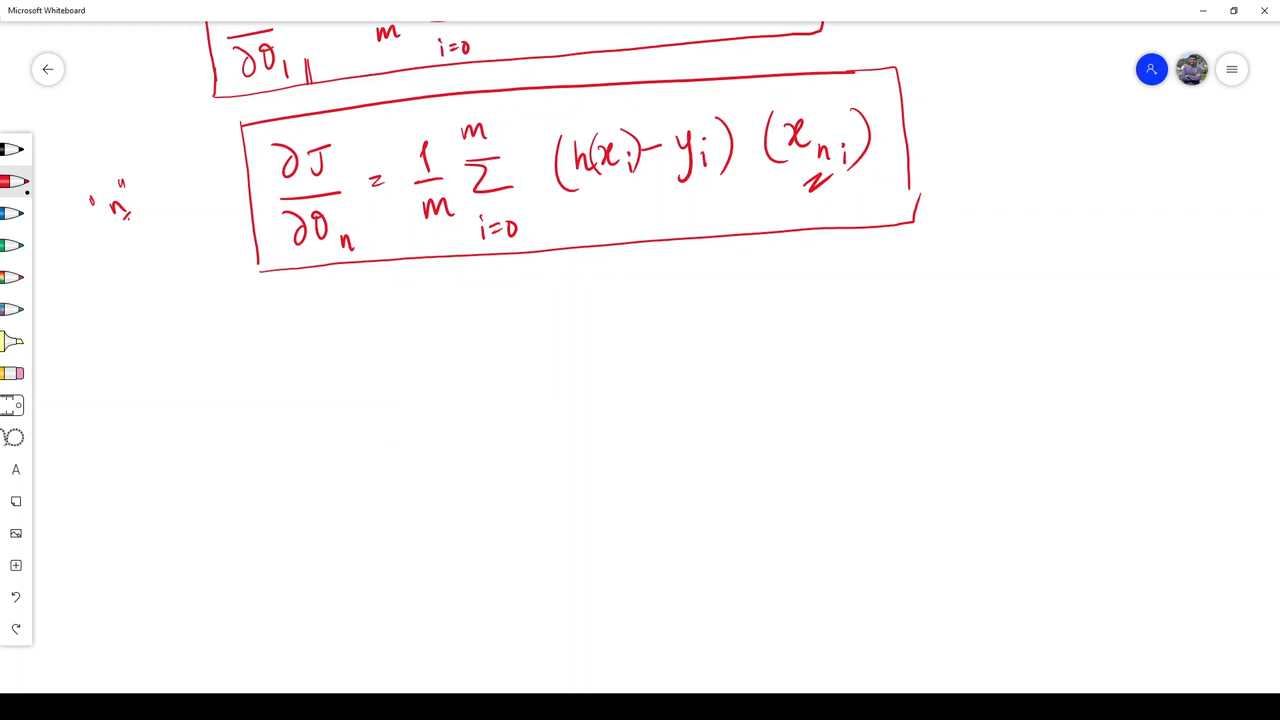 Microsoft Whiteboard
∂θ₁ m i=0
∂J/∂θₙ = 1/m Σ_{i=0}^{m} (h(xᵢ) - yᵢ) (xₙᵢ)
"n"
A